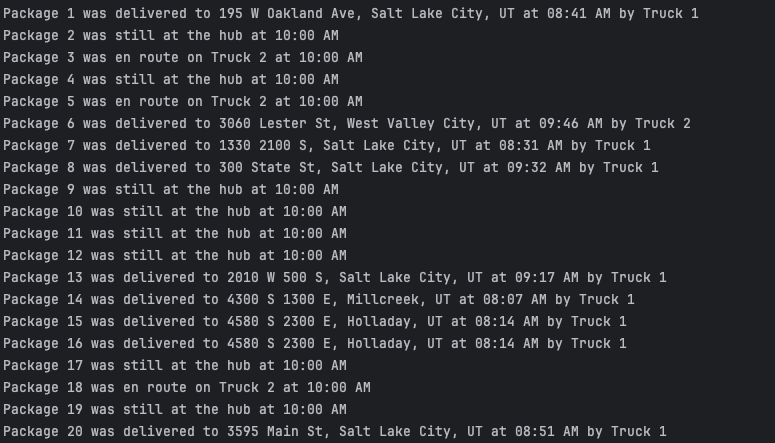 Package 1 was delivered to 195 W Oakland Ave, Salt Lake City, UT at 08:41 AM by Truck 1
Package 2 was still at the hub at 10:00 AM
Package 3 was en route on Truck 2 at 10:00 AM
Package 4 was still at the hub at 10:00 AM
Package 5 was en route on Truck 2 at 10:00 AM
Package 6 was delivered to 3060 Lester St, West Valley City, UT at 09:46 AM by Truck 2
Package 7 was delivered to 1330 2100 S, Salt Lake City, UT at 08:31 AM by Truck 1
Package 8 was delivered to 300 State St, Salt Lake City, UT at 09:32 AM by Truck 1
Package 9 was still at the hub at 10:00 AM
Package 10 was still at the hub at 10:00 AM
Package 11 was still at the hub at 10:00 AM
Package 12 was still at the hub at 10:00 AM
Package 13 was delivered to 2010 W 500 S, Salt Lake City, UT at 09:17 AM by Truck 1
Package 14 was delivered to 4300 S 1300 E, Millcreek, UT at 08:07 AM by Truck 1
Package 15 was delivered to 4580 S 2300 E, Holladay, UT at 08:14 AM by Truck 1
Package 16 was delivered to 4580 S 2300 E, Holladay, UT at 08:14 AM by Truck 1
Package 17 was still at the hub at 10:00 AM
Package 18 was en route on Truck 2 at 10:00 AM
Package 19 was still at the hub at 10:00 AM
Package 20 was delivered to 3595 Main St, Salt Lake City, UT at 08:51 AM by Truck 1